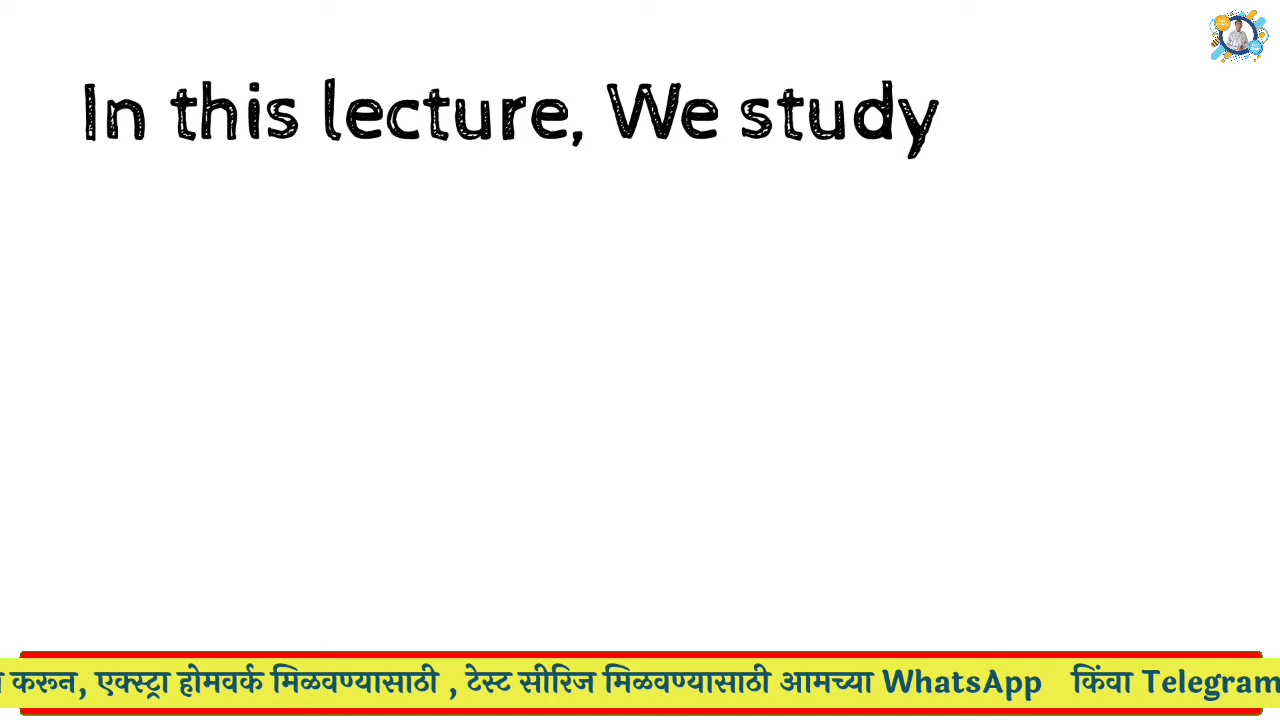 In this lecture, We study
करून, एक्स्ट्रा होमवर्क मिळवण्यासाठी , टेस्ट सीरिज मिळवण्यासाठी आमच्या WhatsApp किंवा Telegram